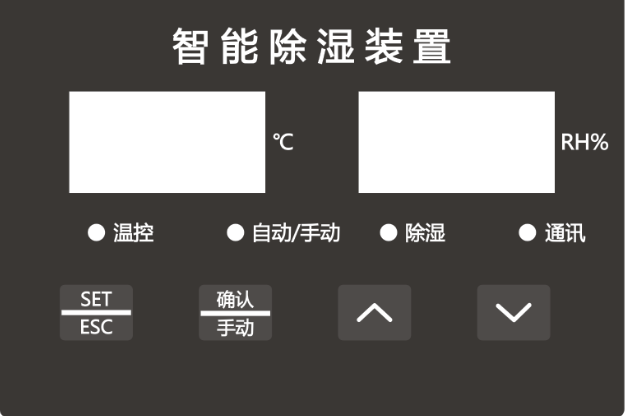 智能除湿装置
℃ RH%
温控 自动/手动 除湿 通讯
SET 确认
ESC 手动